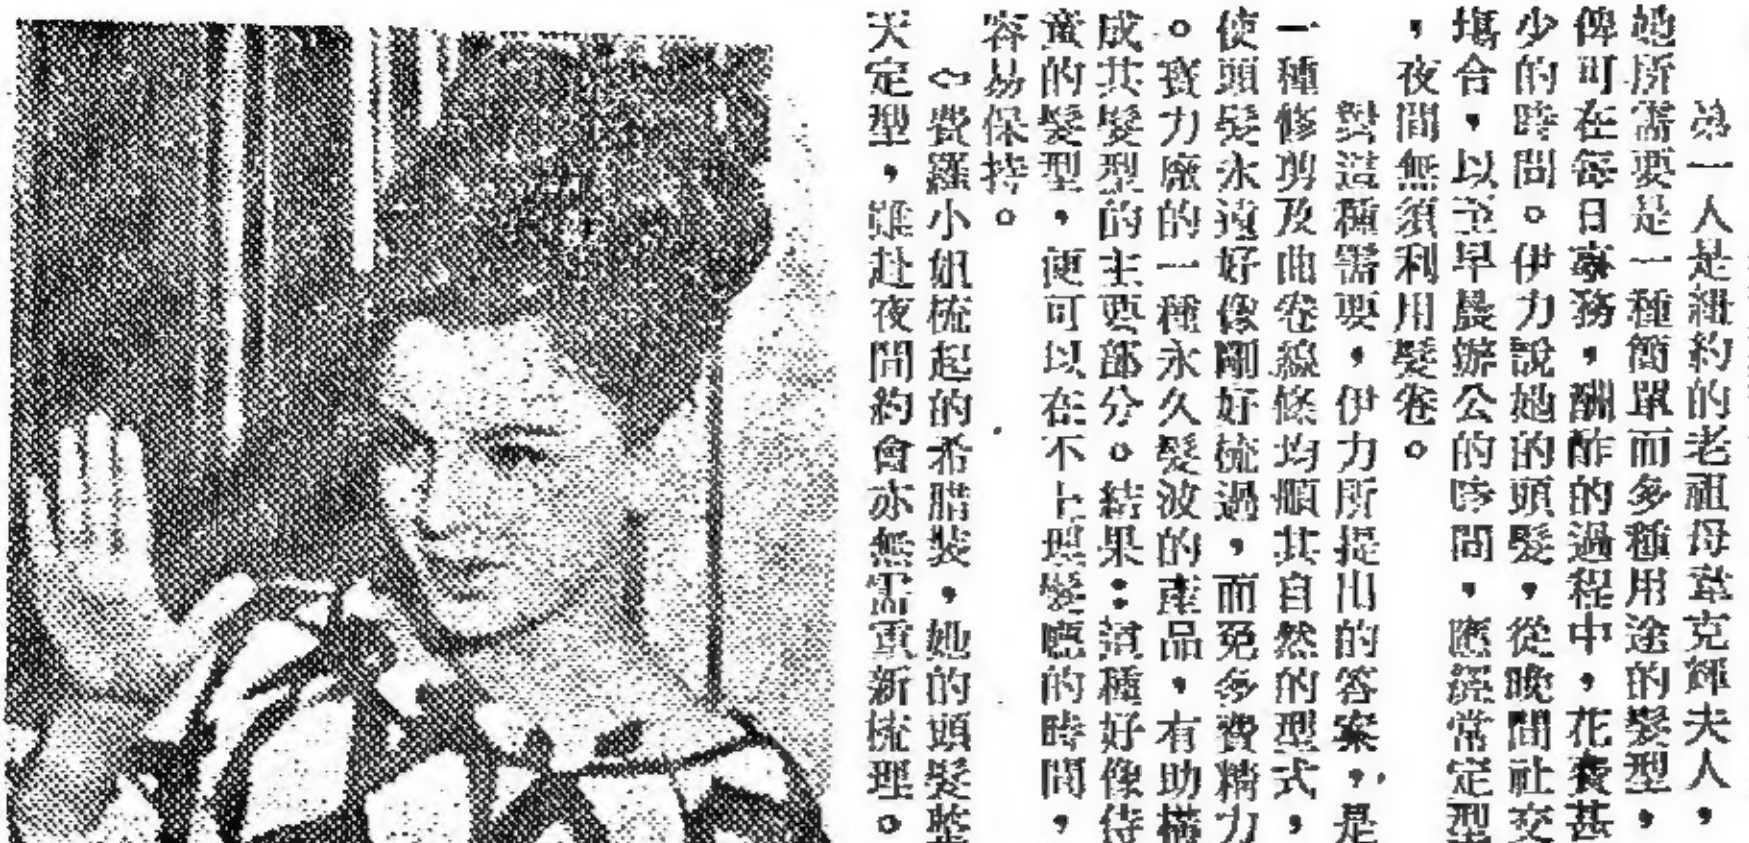 第一人是紐約的老祖母韋克輝夫人，
她所需要是一種簡單而多種用途的髮型，
俾可在每日事務，酬酢的過程中，花費甚
少的時間。伊力說她的頭髮，從晚間社交
塲合，以至早晨辦公的時間，應經常定型
，夜間無須利用髮卷。
對這種需要，伊力所提出的答案，是
一種修剪及曲卷線條均順其自然的型式，
使頭髮永遠好像剛好梳過，而免多費精力
。寶力廠的一種永久髮波的產品，有助構
成其髮型的主要部分。結果：這種好像侍
童的髮型，便可以在不上理髮廳的時間，
容易保持。
⇦費羅小姐梳起的希腊裝，她的頭髮整
天定型，雖赴夜間約會亦無需重新梳理。